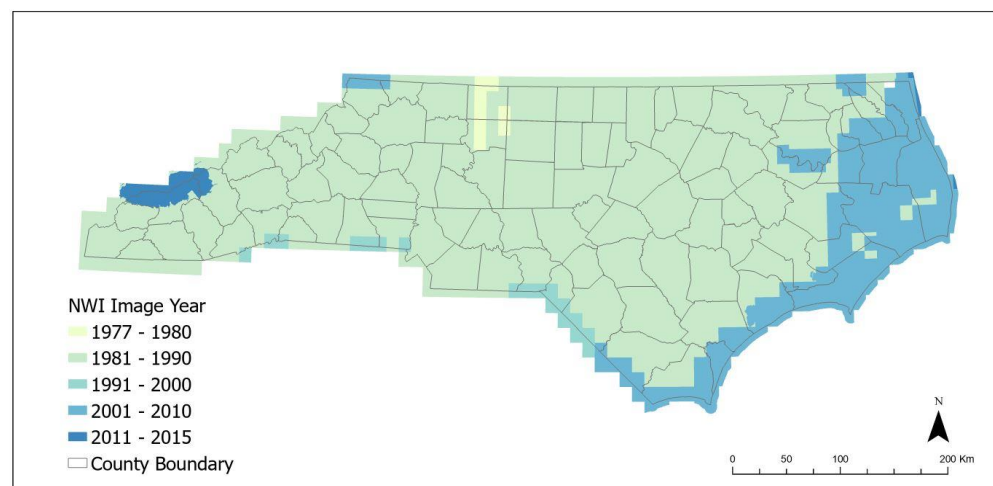 NWI Image Year
1977 - 1980
1981 - 1990
1991 - 2000
2001 - 2010
2011 - 2015
County Boundary
N
0 50 100 200 Km